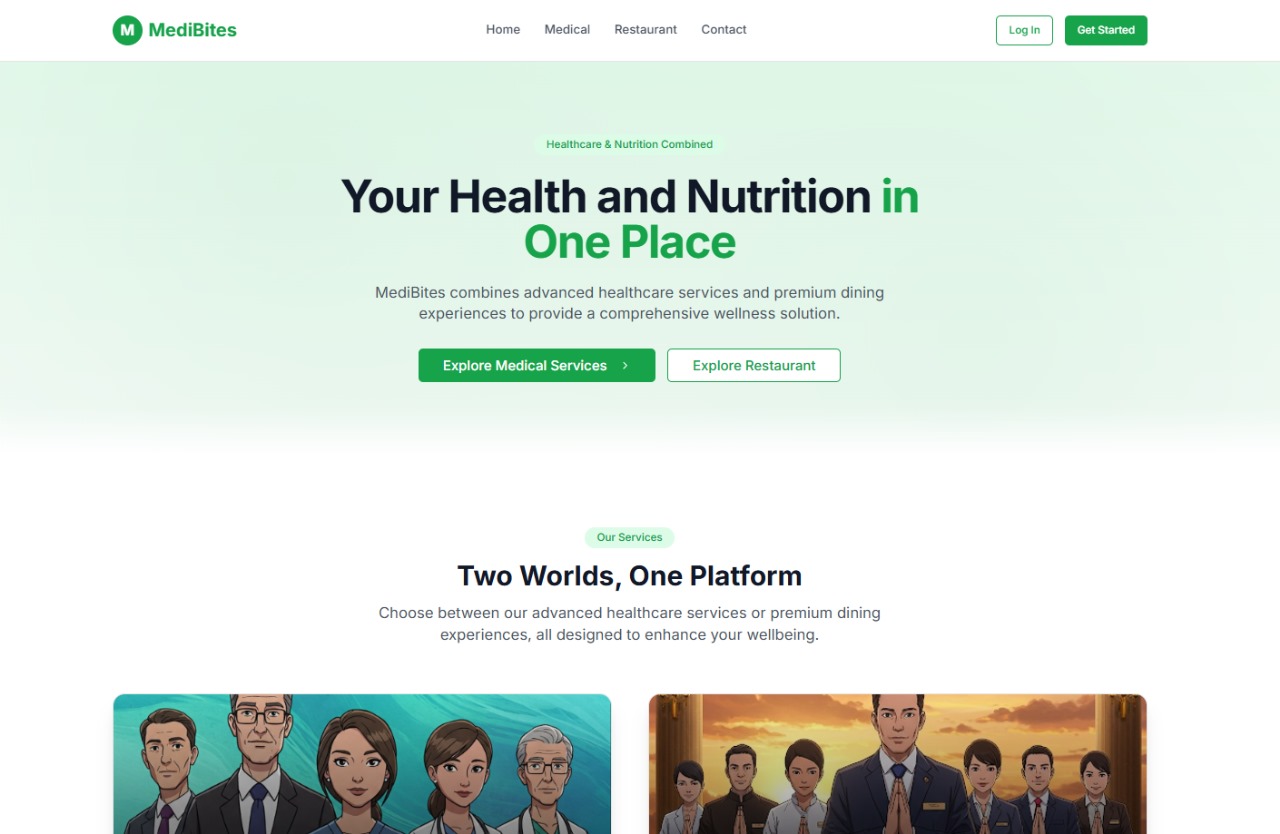 M MediBites
Home Medical Restaurant Contact
Log In Get Started
Healthcare & Nutrition Combined
Your Health and Nutrition in
One Place
MediBites combines advanced healthcare services and premium dining
experiences to provide a comprehensive wellness solution.
Explore Medical Services Explore Restaurant
Our Services
Two Worlds, One Platform
Choose between our advanced healthcare services or premium dining
experiences, all designed to enhance your wellbeing.